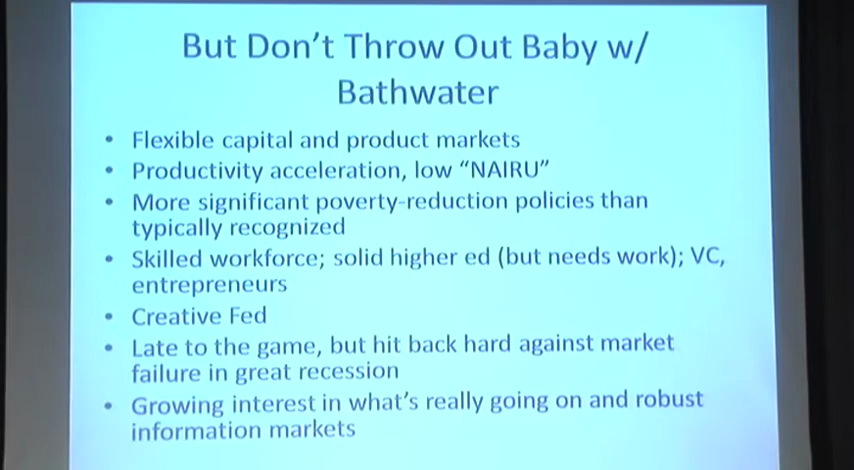 But Don’t Throw Out Baby w/
Bathwater
• Flexible capital and product markets
• Productivity acceleration, low “NAIRU”
• More significant poverty-reduction policies than
typically recognized
• Skilled workforce; solid higher ed (but needs work); VC,
entrepreneurs
• Creative Fed
• Late to the game, but hit back hard against market
failure in great recession
• Growing interest in what’s really going on and robust
information markets